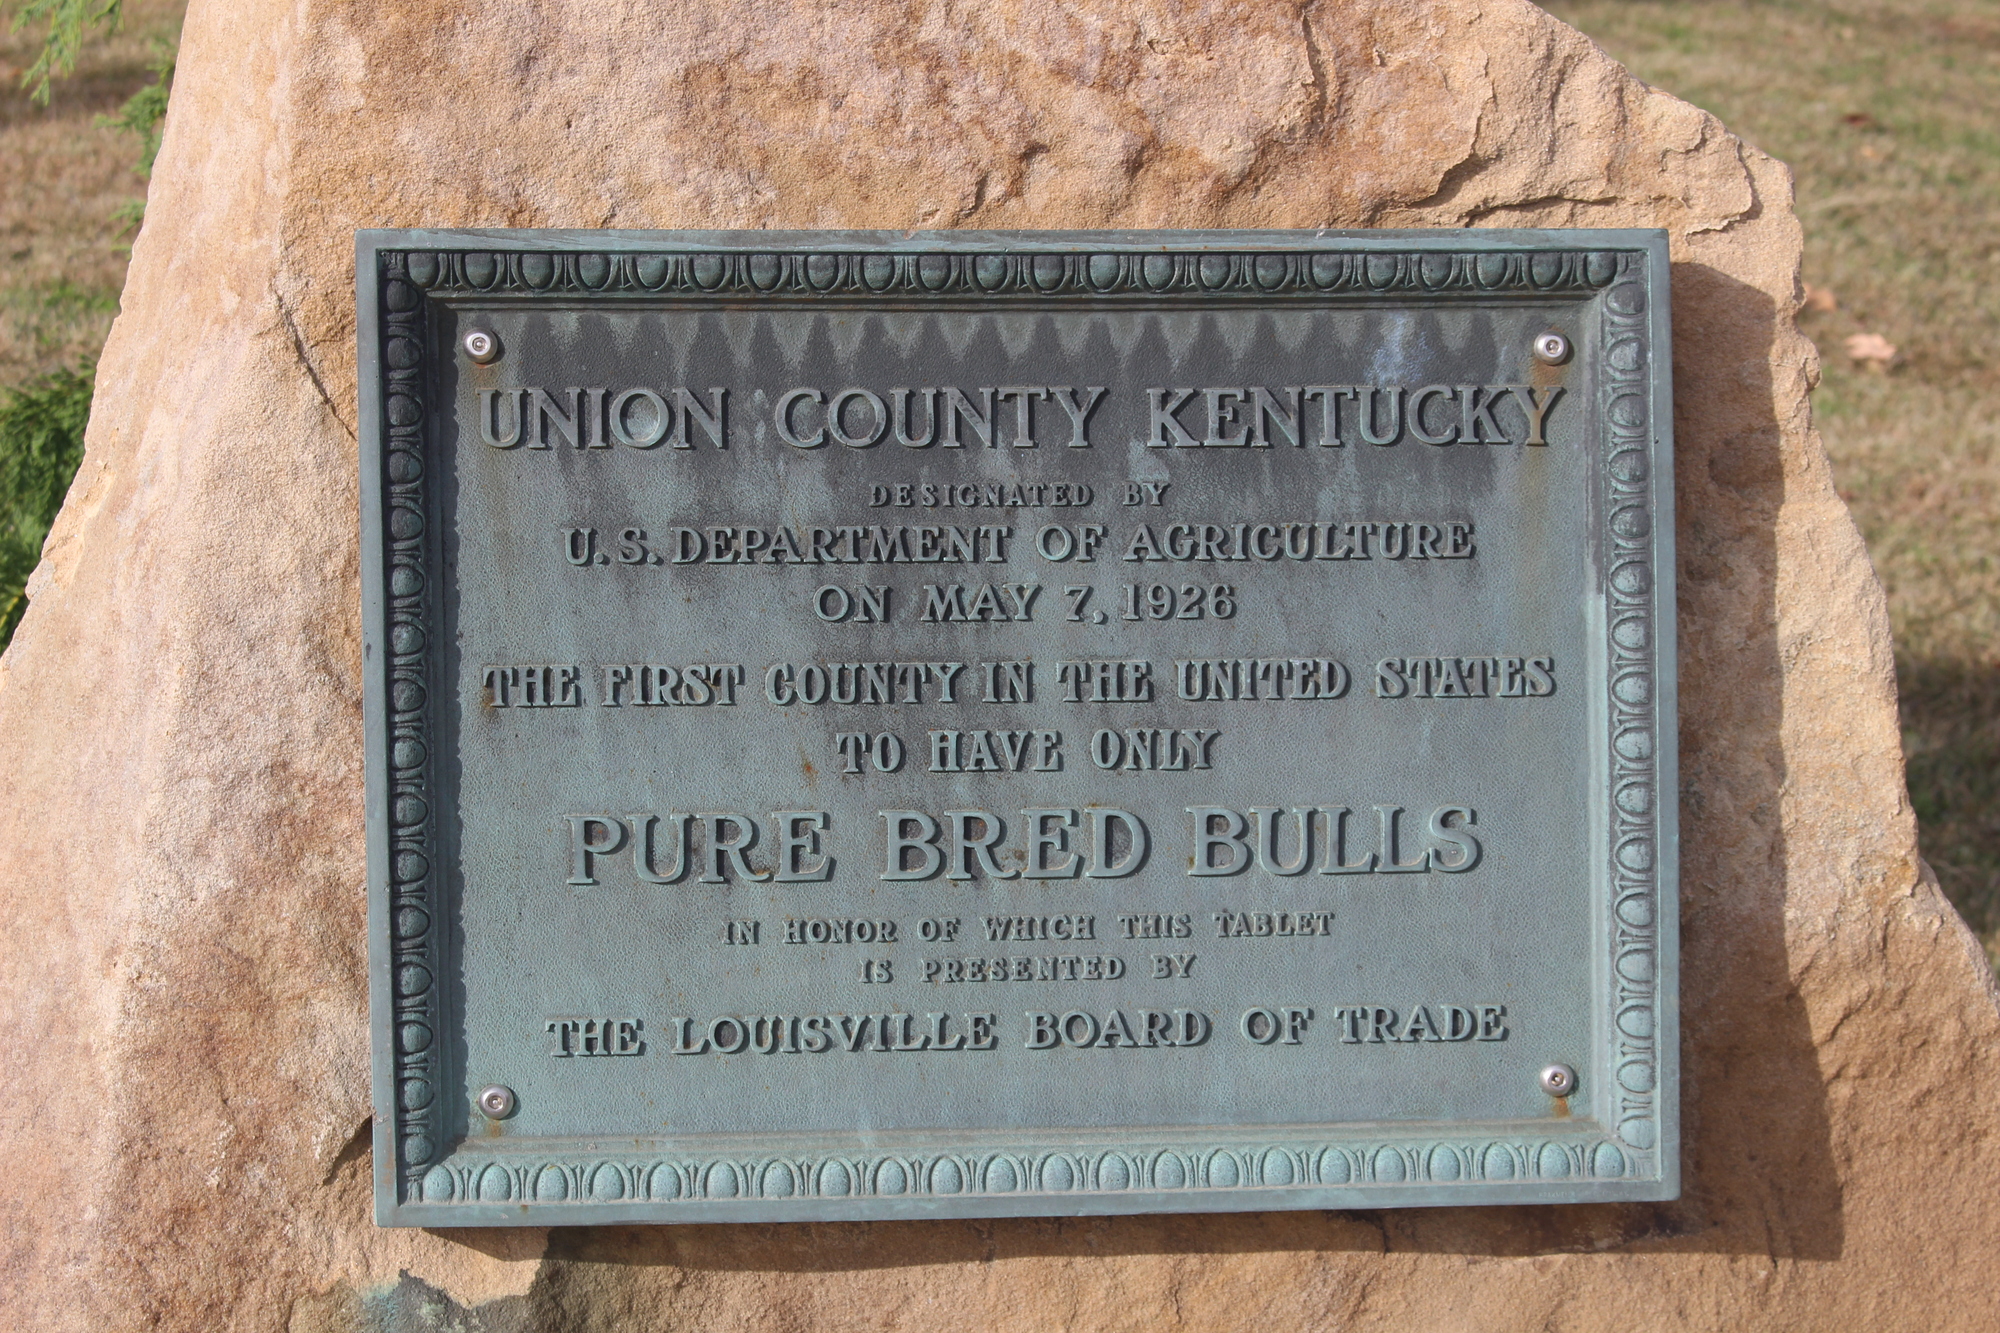 UNION COUNTY KENTUCKY
DESIGNATED BY
U.S. DEPARTMENT OF AGRICULTURE
ON MAY 7, 1926
THE FIRST COUNTY IN THE UNITED STATES
TO HAVE ONLY
PURE BRED BULLS
IN HONOR OF WHICH THIS TABLET
IS PRESENTED BY
THE LOUISVILLE BOARD OF TRADE